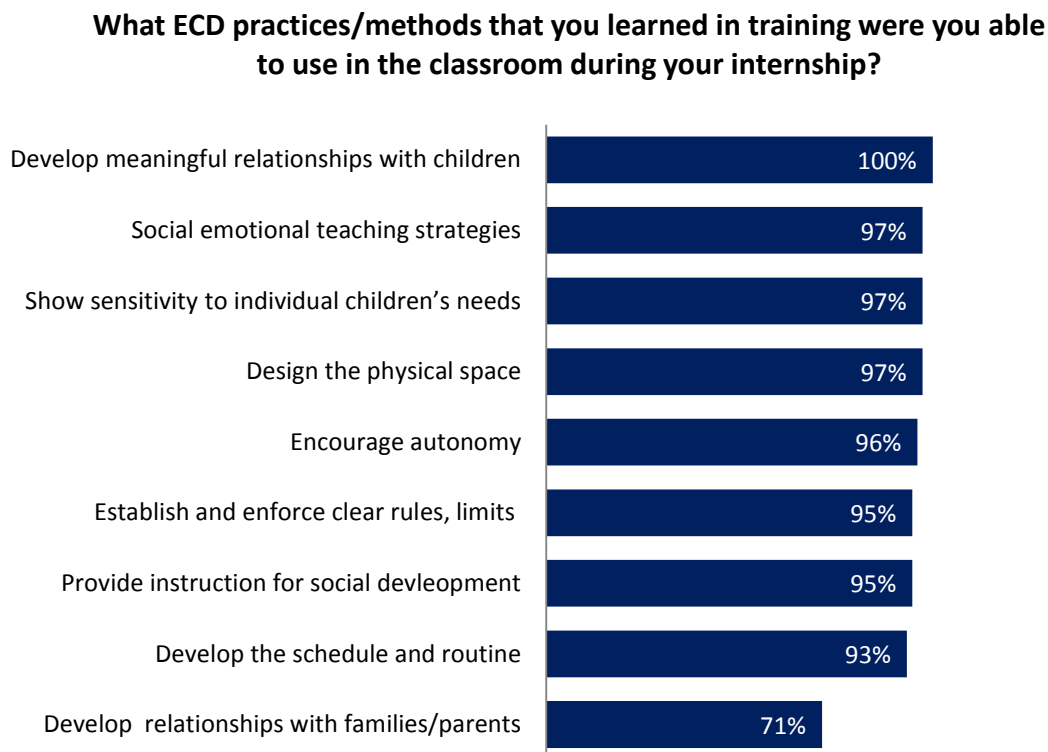 What ECD practices/methods that you learned in training were you able
to use in the classroom during your internship?
Develop meaningful relationships with children 100%
Social emotional teaching strategies 97%
Show sensitivity to individual children’s needs 97%
Design the physical space 97%
Encourage autonomy 96%
Establish and enforce clear rules, limits 95%
Provide instruction for social devleopment 95%
Develop the schedule and routine 93%
Develop relationships with families/parents 71%